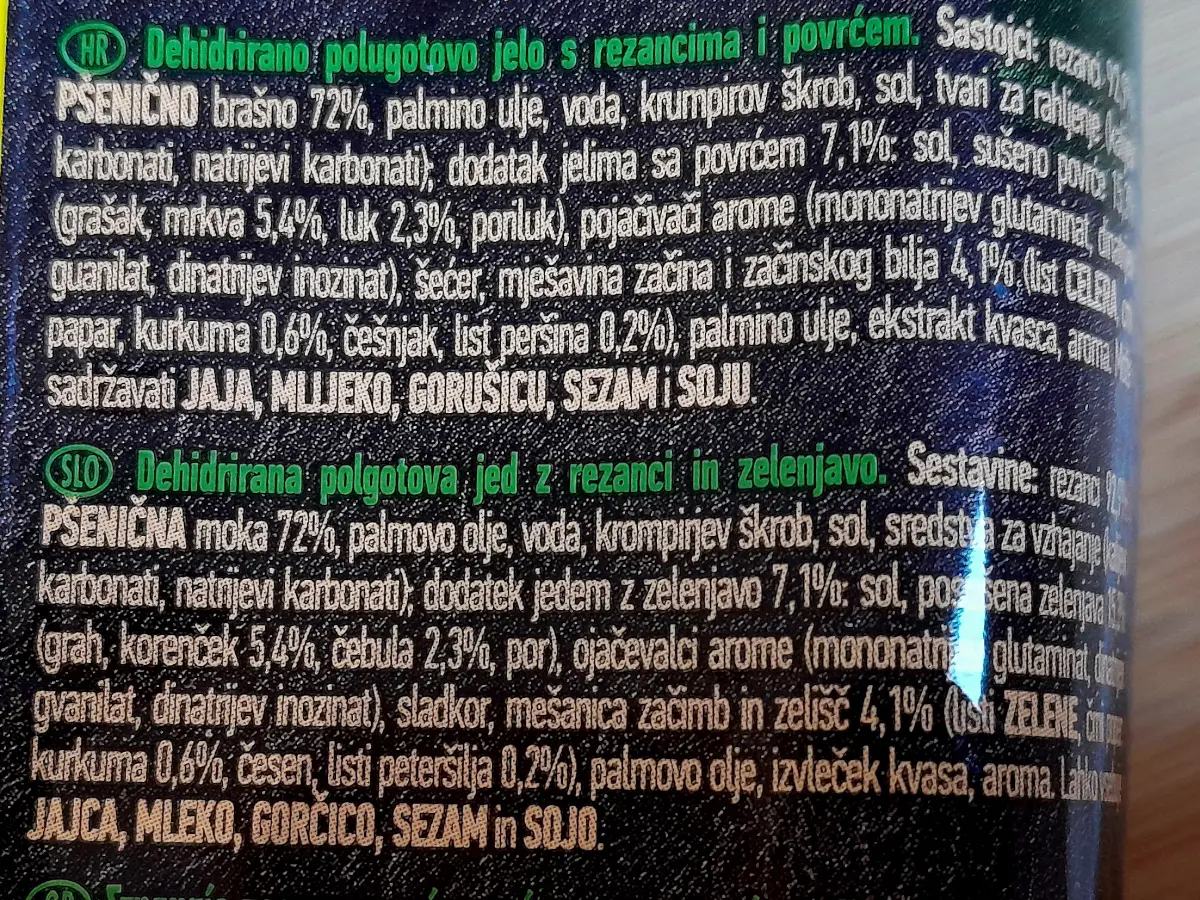 HR Dehidrirano polugotovo jelo s rezancima i povrćem. Sastojci: rezanci
PŠENIČNO brašno 72%, palmino ulje, voda, krumpirov škrob, sol, tvari za rahljenje
karbonati, natrijevi karbonati); dodatak jelima sa povrćem 7,1%: sol, sušeno povrće
(grašak, mrkva 5,4%, luk 2,3%, poriluk), pojačivači arome (mononatrijev glutaminat,
guanilat, dinatrijev inozinat), šećer, mješavina začina i začinskog bilja 4,1% (list CELERA,
papar, kurkuma 0,6%, češnjak, list peršina 0,2%), palmino ulje, ekstrakt kvasca, aroma.
sadržavati JAJA, MLIJEKO, GORUŠICU, SEZAM i SOJU.
SLO Dehidrirana polgotova jed z rezanci in zelenjavo. Sestavine: rezanci
PŠENIČNA moka 72%, palmovo olje, voda, krompirjev škrob, sol, sredstva za vzhajanje
karbonati, natrijevi karbonati); dodatek jedem z zelenjavo 7,1%: sol, posušena zelenjava
(grah, korenček 5,4%, čebula 2,3%, por), ojačevalci arome (mononatrijev glutaminat,
gvanilat, dinatrijev inozinat), sladkor, mešanica začimb in zelišč 4,1% (listi ZELENE, črni
kurkuma 0,6%, česen, listi peteršilja 0,2%), palmovo olje, izvleček kvasa, aroma. Lahko
JAJCA, MLEKO, GORČICO, SEZAM in SOJO.